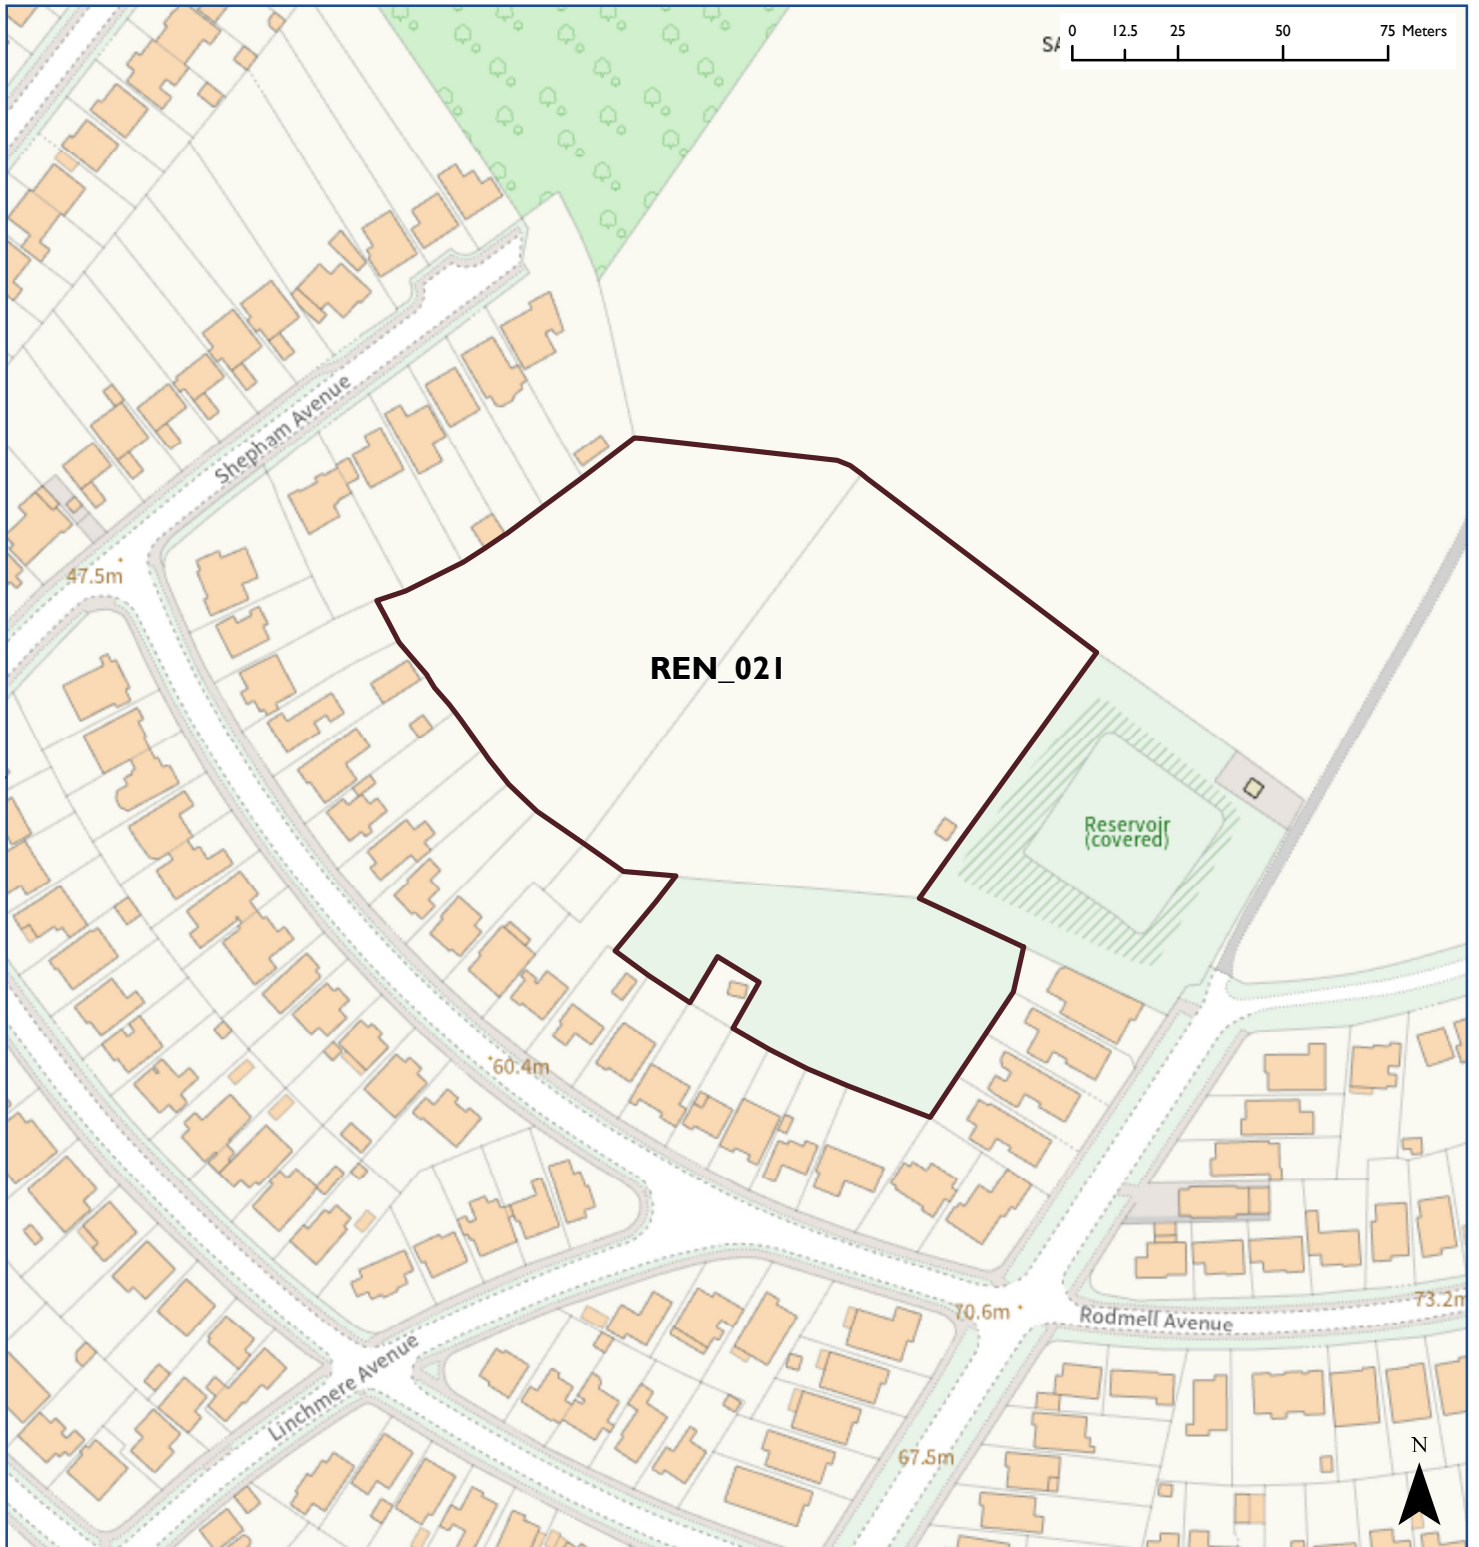 0 12.5 25 50 75 Meters
Shepham Avenue
47.5m
REN_021
Reservoir
(covered)
60.4m
70.6m
Rodmell Avenue
73.2m
Linchmere Avenue
67.5m
N